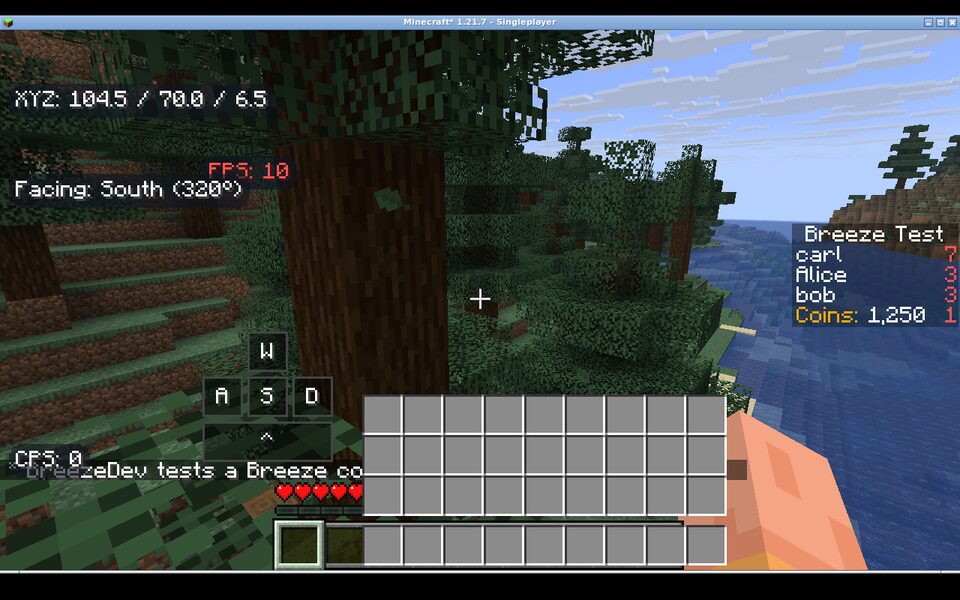 Minecraft* 1.21.7 - Singleplayer
XYZ: 104.5 / 70.0 / 6.5
FPS: 10
Facing: South (320°)
Breeze Test
carl 7
Alice 3
bob 3
Coins: 1,250 1
W
A S D
^
CPS: 0
BreezeDev tests a Breeze co